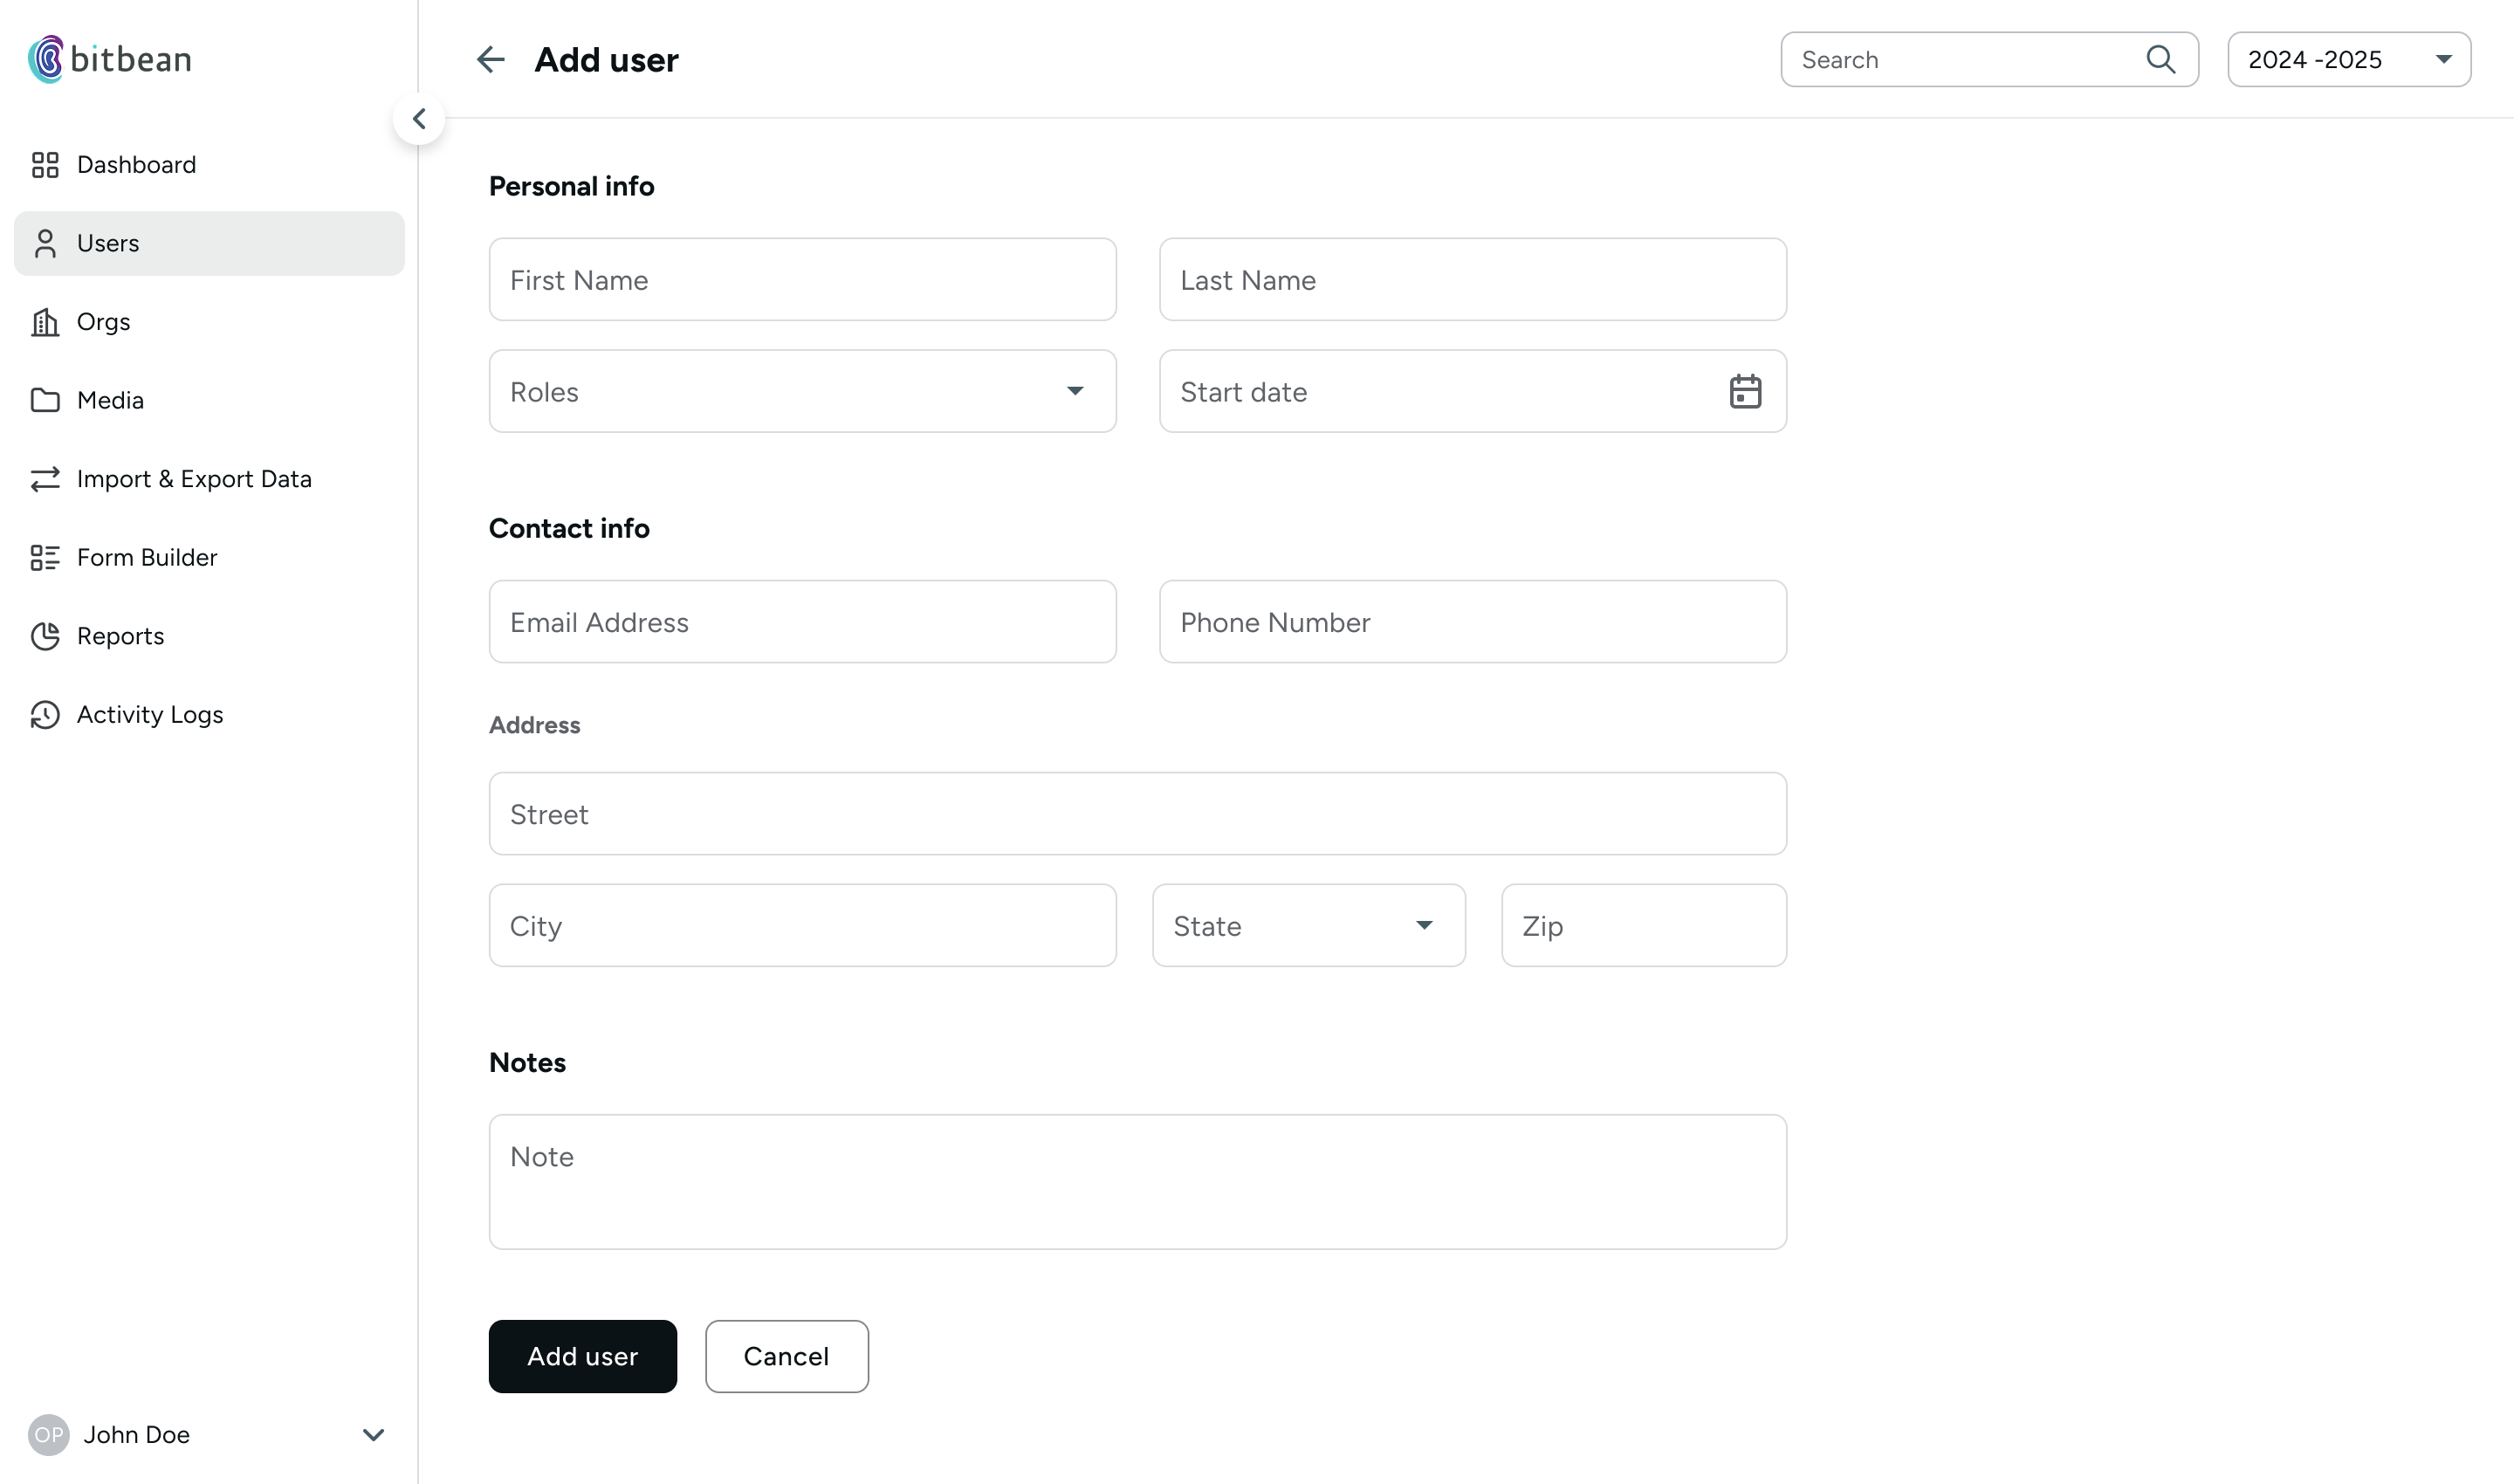 bitbean
Dashboard
Users
Orgs
Media
Import & Export Data
Form Builder
Reports
Activity Logs
OP John Doe
Add user
Search
2024 -2025
Personal info
First Name Last Name
Roles Start date
Contact info
Email Address Phone Number
Address
Street
City State Zip
Notes
Note
Add user Cancel